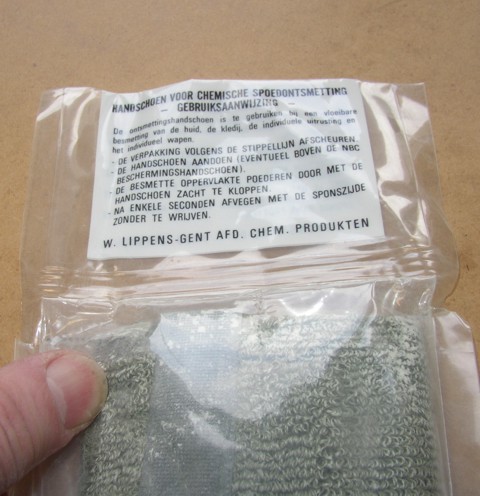 HANDSCHOEN VOOR CHEMISCHE SPOEDONTSMETTING
- GEBRUIKSAANWIJZING -
De ontsmettingshandschoen is te gebruiken bij een vloeibare
besmetting van de huid, de kledij, de individuele uitrusting en
het individueel wapen.
- DE VERPAKKING VOLGENS DE STIPPELLIJN AFSCHEUREN.
- DE HANDSCHOEN AANDOEN (EVENTUEEL BOVEN DE NBC
BESCHERMINGSHANDSCHOEN).
- DE BESMETTE OPPERVLAKTE POEDEREN DOOR MET DE
HANDSCHOEN ZACHT TE KLOPPEN.
- NA ENKELE SECONDEN AFVEGEN MET DE SPONSZIJDE
ZONDER TE WRIJVEN.
W. LIPPENS-GENT AFD. CHEM. PRODUKTEN